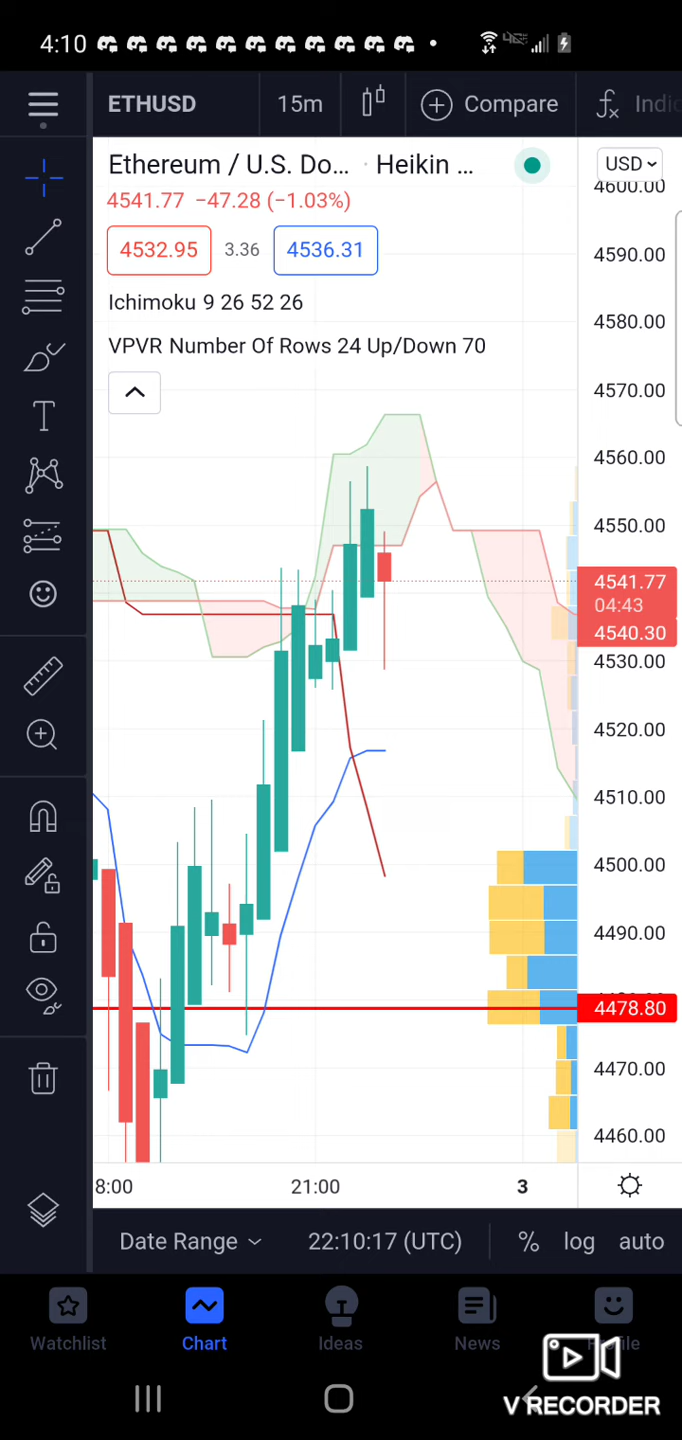 4:10
ETHUSD 15m Compare Indi
Ethereum / U.S. Do... · Heikin ...
USD
4600.00
4541.77 −47.28 (−1.03%)
4532.95 3.36 4536.31
4590.00
Ichimoku 9 26 52 26
4580.00
VPVR Number Of Rows 24 Up/Down 70
4570.00
4560.00
4550.00
4541.77
04:43
4540.30
4530.00
4520.00
4510.00
4500.00
4490.00
4478.80
4470.00
4460.00
8:00 21:00 3
Date Range 22:10:17 (UTC) % log auto
Watchlist Chart Ideas News Profile
V RECORDER